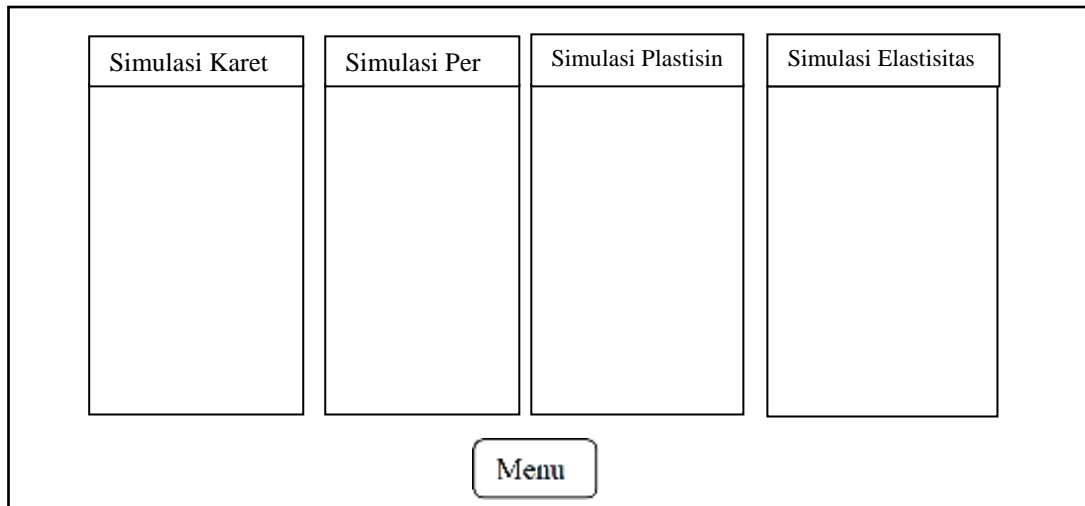 Simulasi Karet
Simulasi Per
Simulasi Plastisin
Simulasi Elastisitas
Menu